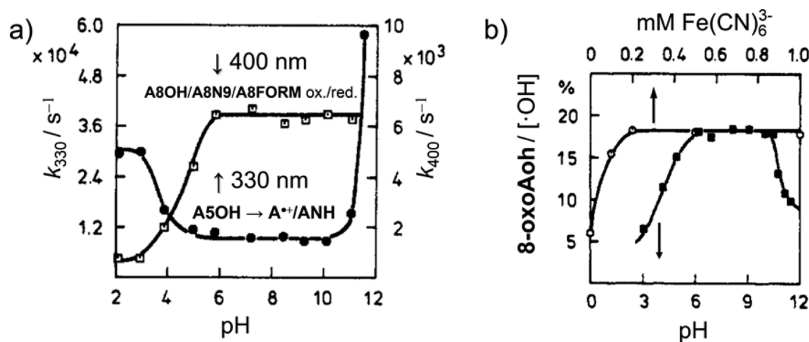 a)
× 10⁴
6.0
4.8
3.6
2.4
1.2
k₃₃₀ / s⁻¹
↓ 400 nm
A8OH/A8N9/A8FORM ox./red.
↑ 330 nm
A5OH → A•⁺/ANH
10
× 10³
8
6
4
2
k₄₀₀ / s⁻¹
2 4 6 8 10 12
pH
b)
mM Fe(CN)₆³⁻
0 0.2 0.4 0.6 0.8 1.0
%
20
15
10
5
8-oxoAoh / [·OH]
0 3 6 9 12
pH